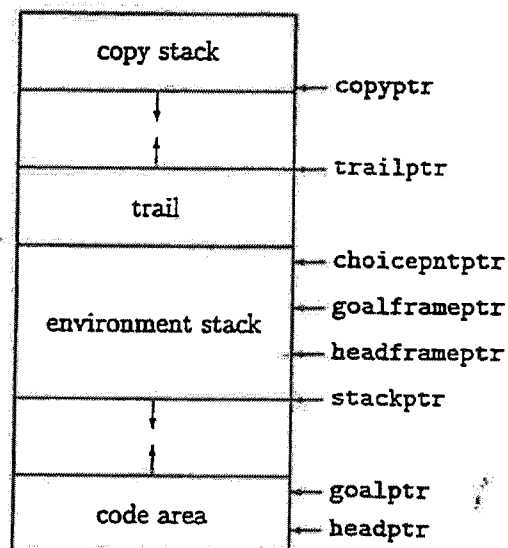 copy stack
copyptr
trailptr
trail
choicepntptr
goalframeptr
environment stack
headframeptr
stackptr
goalptr
code area
headptr